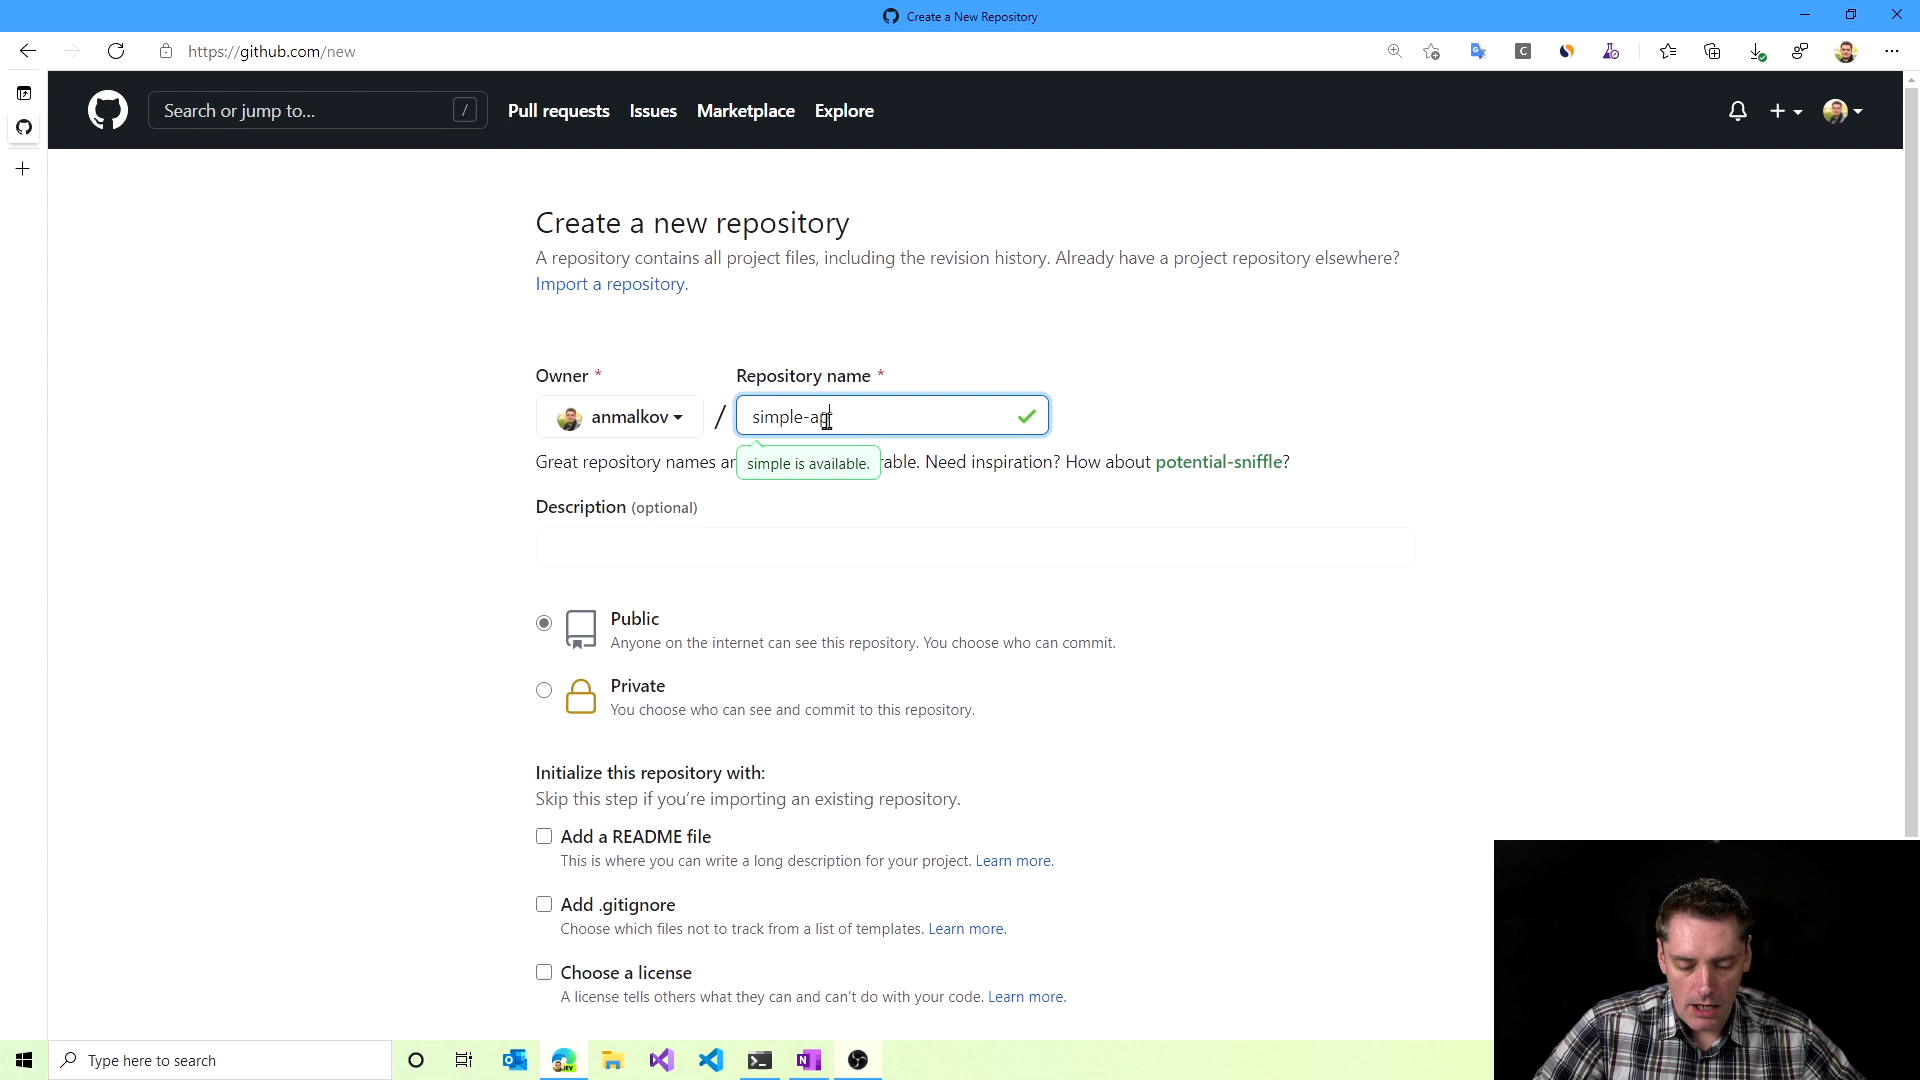 Create a New Repository
https://github.com/new
Search or jump to...
/
Pull requests
Issues
Marketplace
Explore
Create a new repository
A repository contains all project files, including the revision history. Already have a project repository elsewhere?
Import a repository.
Owner *
Repository name *
anmalkov
/
simple-ap
Great repository names ar
simple is available.
rable. Need inspiration? How about potential-sniffle?
Description (optional)
Public
Anyone on the internet can see this repository. You choose who can commit.
Private
You choose who can see and commit to this repository.
Initialize this repository with:
Skip this step if you're importing an existing repository.
Add a README file
This is where you can write a long description for your project. Learn more.
Add .gitignore
Choose which files not to track from a list of templates. Learn more.
Choose a license
A license tells others what they can and can't do with your code. Learn more.
Type here to search